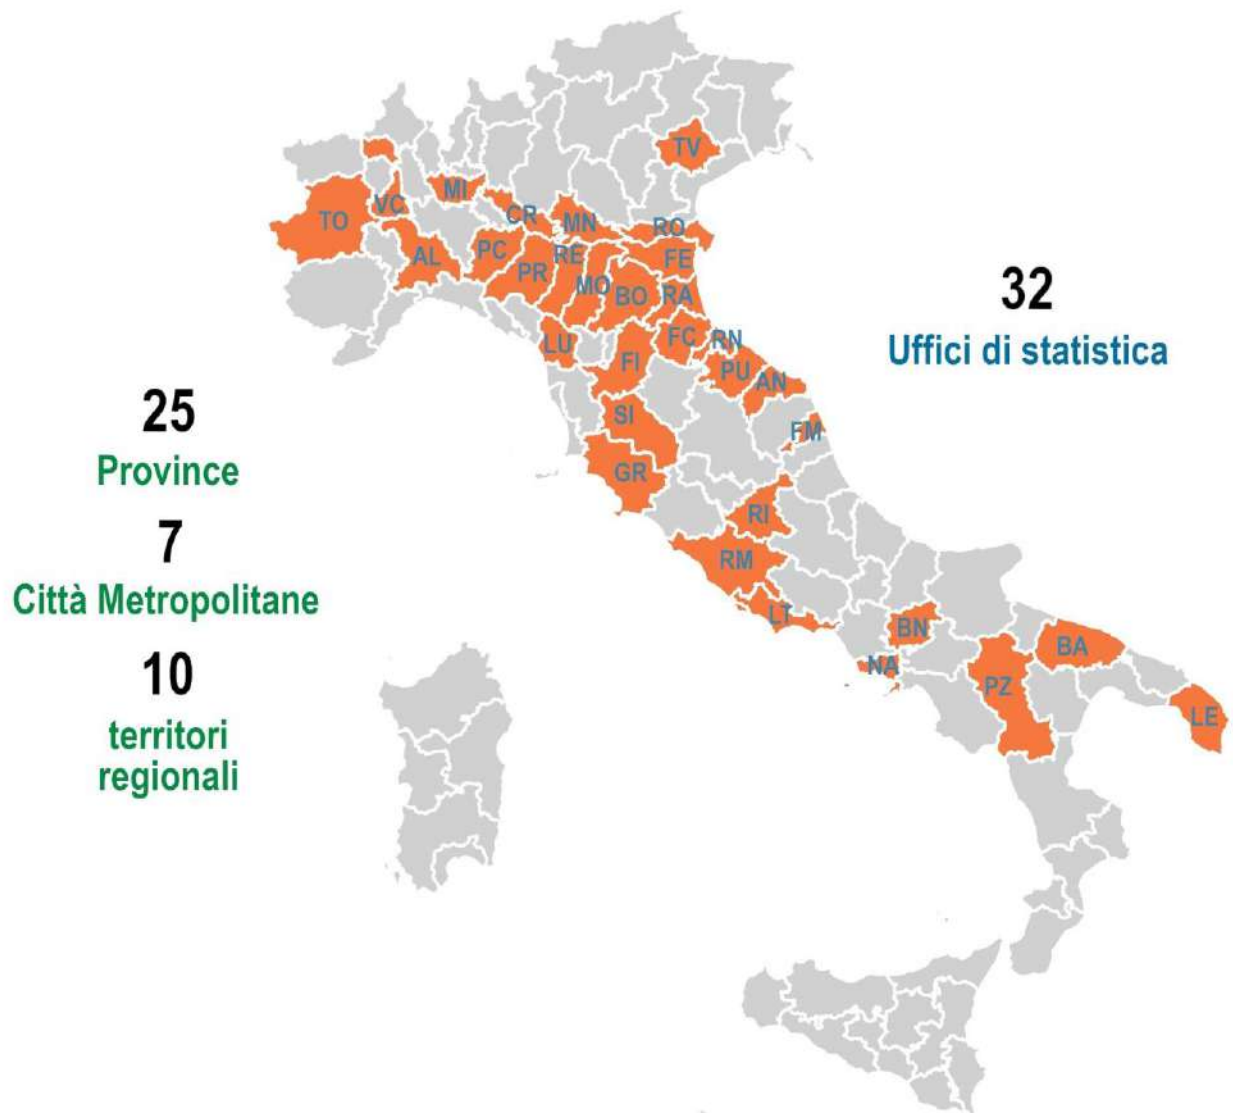 TV
MI
VC
TO
CR
MN
RO
AL
PC
RE
FE
PR
MO
BO
RA
LU
FC
RN
FI
PU
AN
32
Uffici di statistica
25
Province
SI
FM
GR
7
Città Metropolitane
RI
RM
LT
BN
BA
NA
PZ
LE
10
territori
regionali